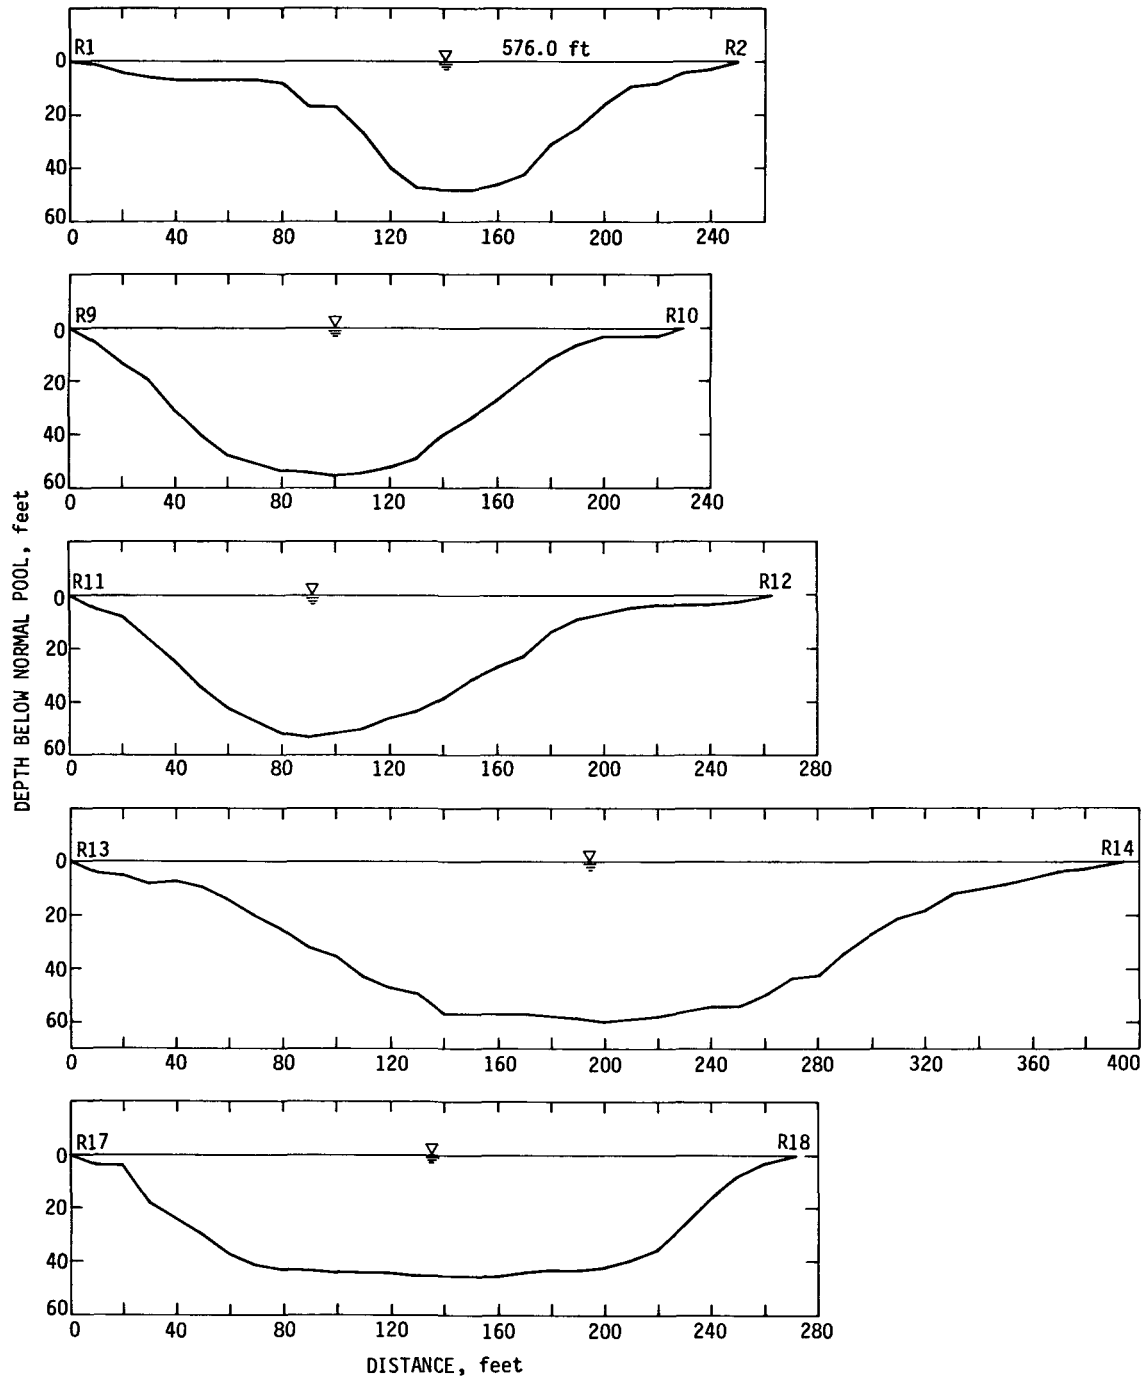 R1 576.0 ft R2
0
20
40
60
0 40 80 120 160 200 240
R9 R10
0
20
40
60
0 40 80 120 160 200 240
R11 R12
0
20
40
60
0 40 80 120 160 200 240 280
R13 R14
0
20
40
60
0 40 80 120 160 200 240 280 320 360 400
R17 R18
0
20
40
60
0 40 80 120 160 200 240 280
DEPTH BELOW NORMAL POOL, feet
DISTANCE, feet